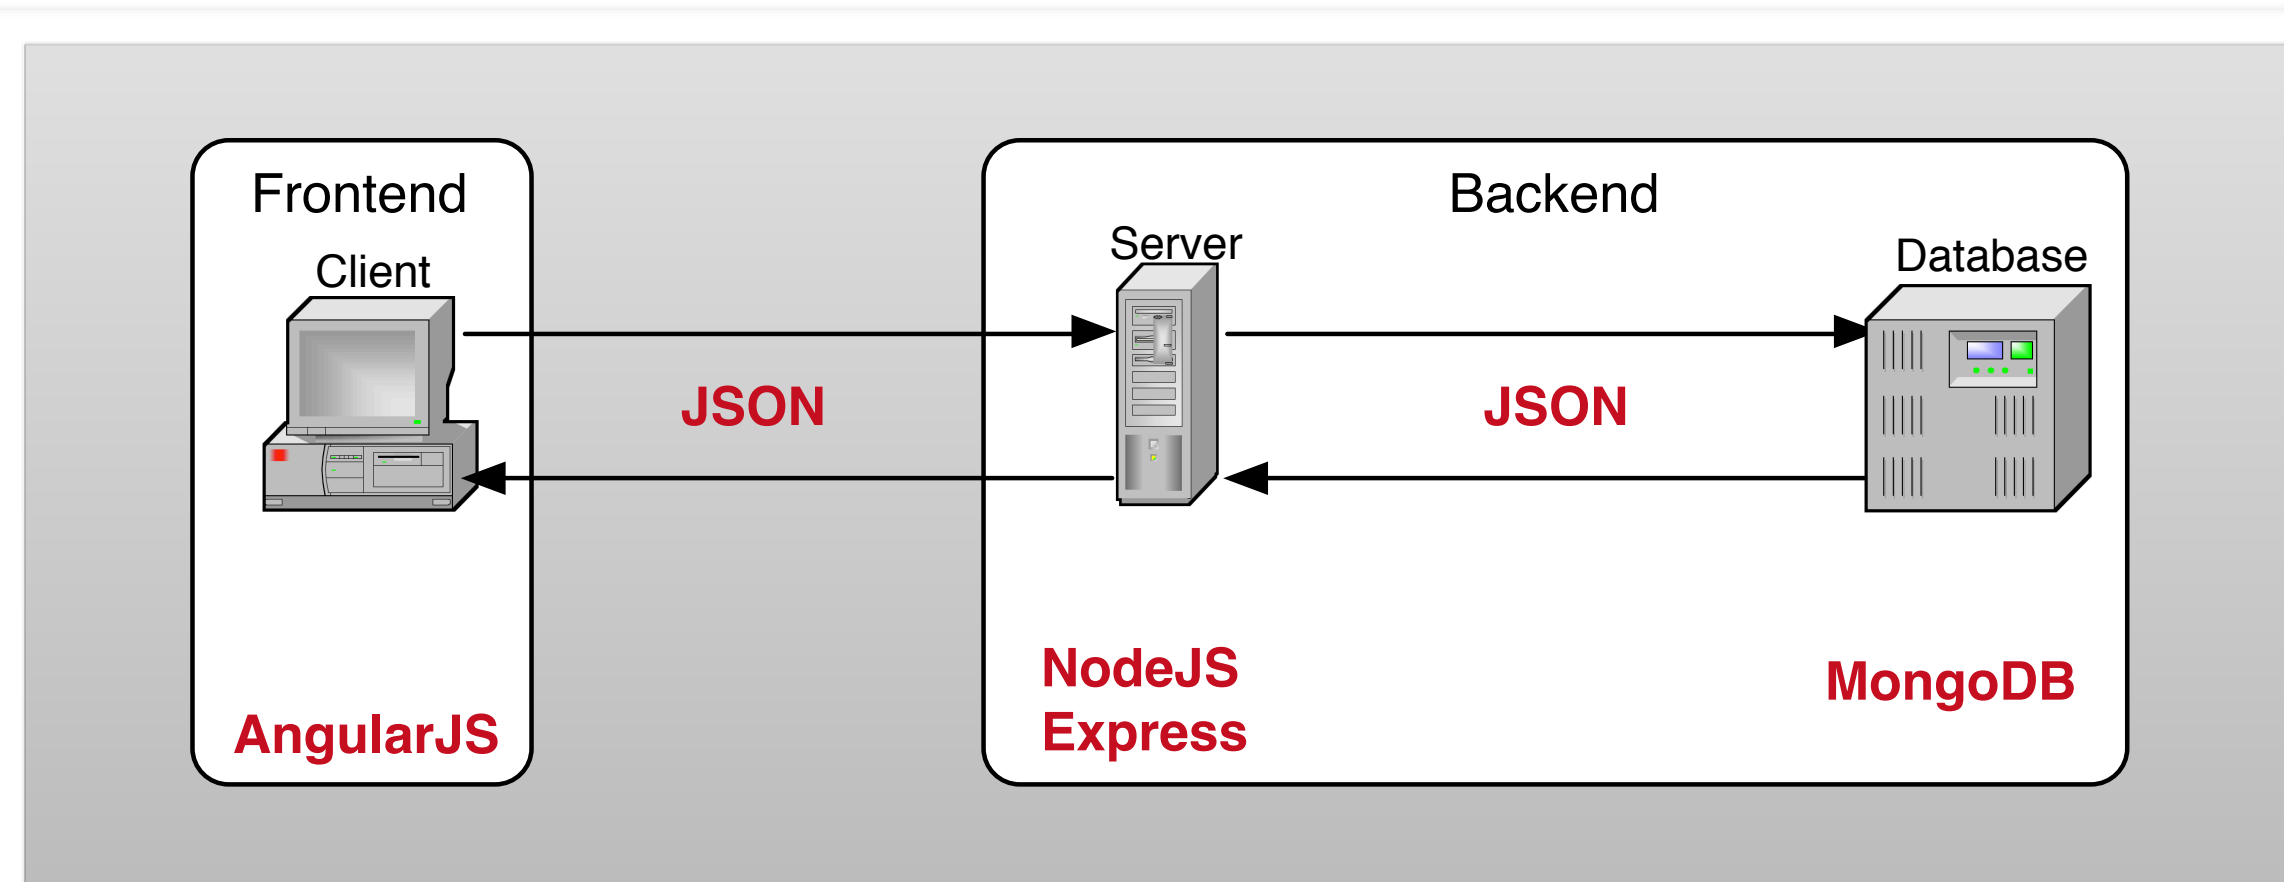 Frontend
Client
AngularJS
JSON
Backend
Server
NodeJS
Express
JSON
Database
MongoDB